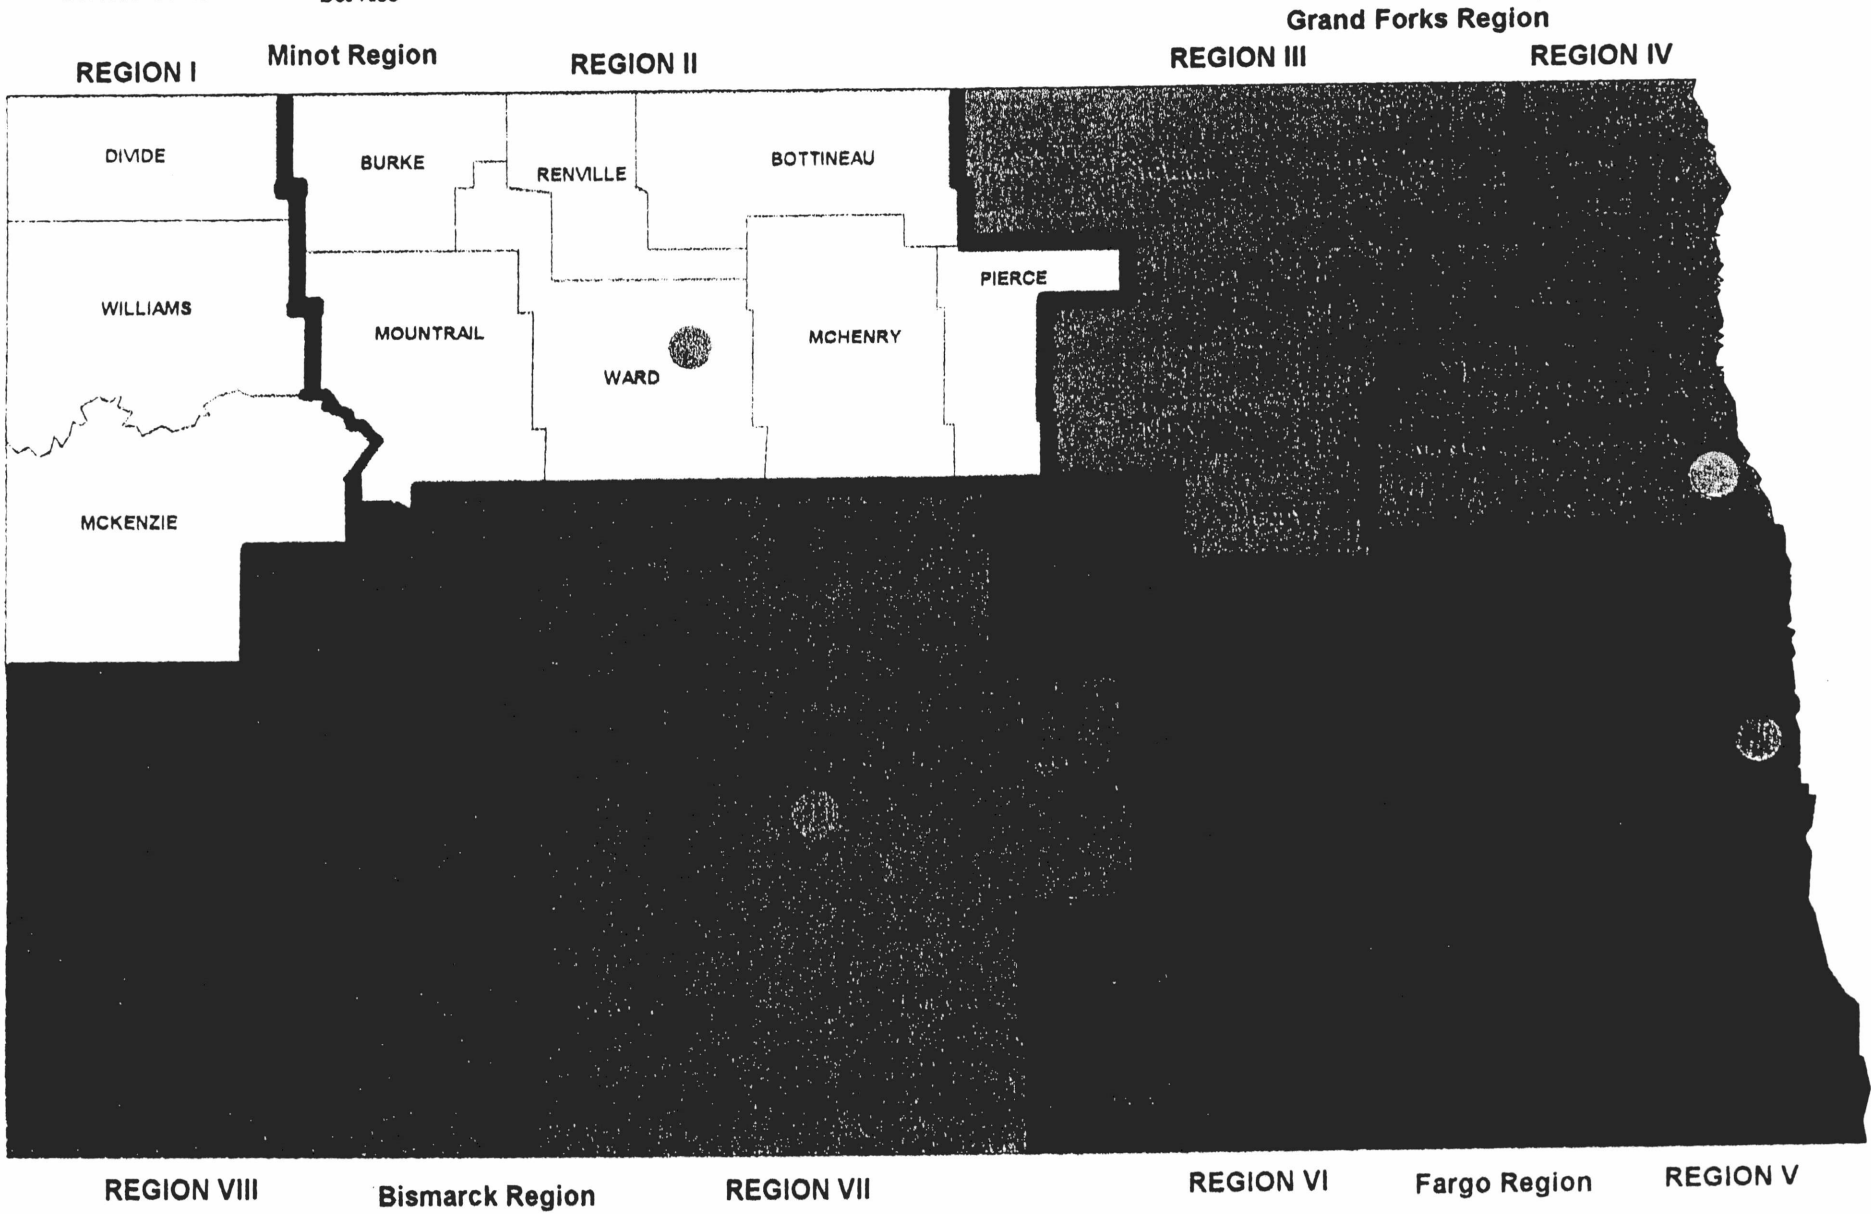 Grand Forks Region
REGION I
Minot Region
REGION II
REGION III
REGION IV
DIVIDE
BURKE
RENVILLE
BOTTINEAU
WILLIAMS
MOUNTRAIL
WARD
MCHENRY
PIERCE
MCKENZIE
REGION VIII
Bismarck Region
REGION VII
REGION VI
Fargo Region
REGION V